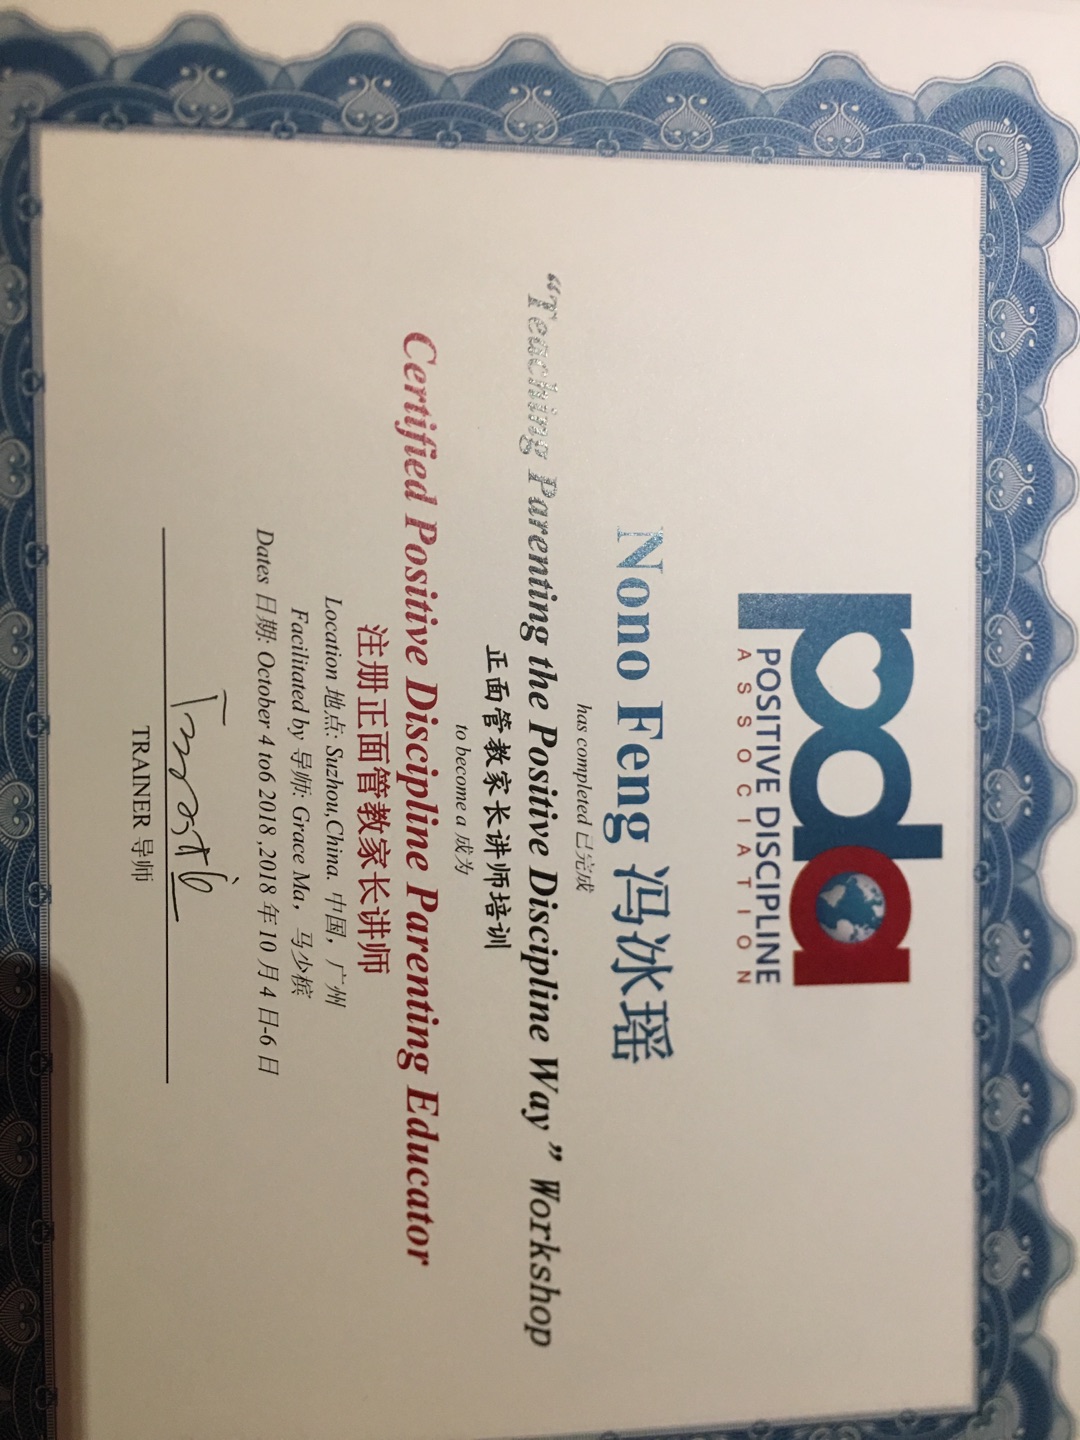 pda
POSITIVE DISCIPLINE
ASSOCIATION
Nono Feng 冯冰瑶
has completed 已完成
“Teaching Parenting the Positive Discipline Way” Workshop
正面管教家长讲师培训
to become a 成为
Certified Positive Discipline Parenting Educator
注册正面管教家长讲师
Location 地点: Suzhou,China. 中国，广州
Facilitated by 导师: Grace Ma，马少槟
Dates 日期: October 4 to6 2018 ,2018 年 10 月 4 日-6 日
TRAINER 导师